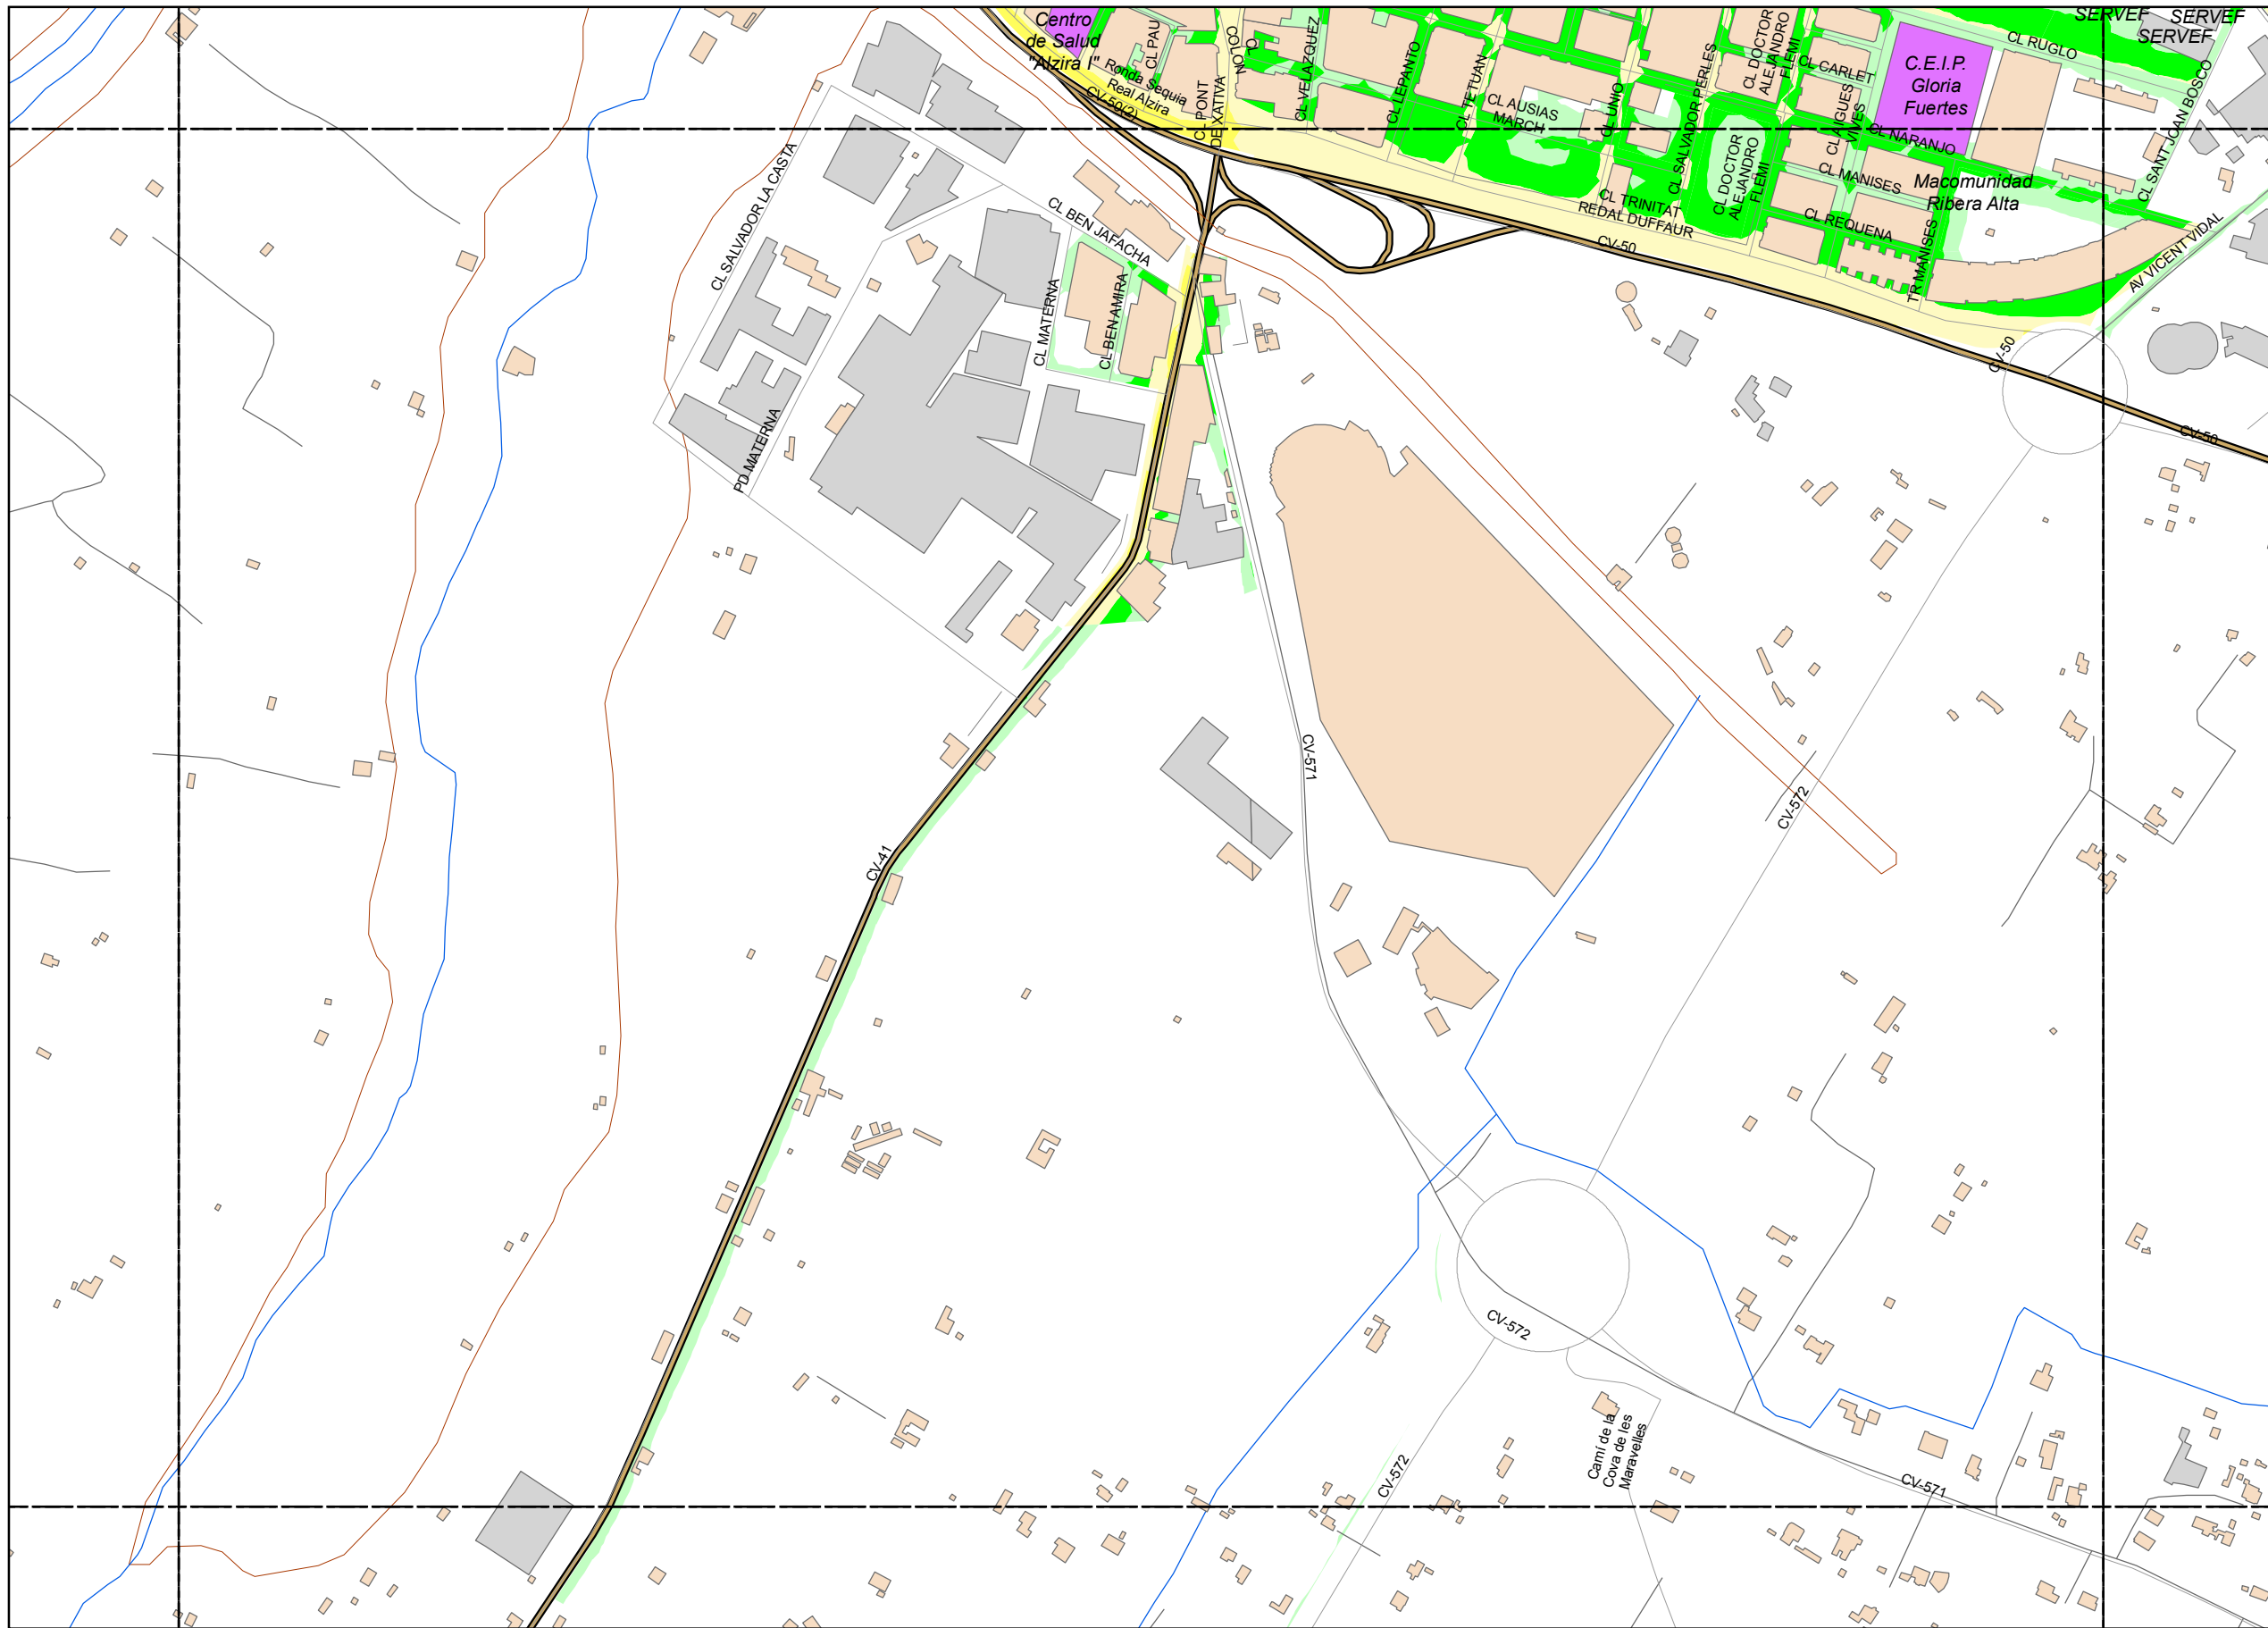 SERVEF
SERVEF
SERVEF
Centro
de Salud
"Alzira I"
CL PAU
CL
COLON
CL VELAZQUEZ
CL LEPANTO
CL TETUAN
CL DOCTOR
ALEJANDRO
FLEMI
CL RUGLO
CL CARLET
C.E.I.P.
Gloria
Fuertes
Ronda Sequia
Real Alzira
CV-50(2)
CL PONT
DE XATIVA
CL AUSIAS
MARCH
CL UNIO
CL SALVADOR PERLES
CL AIGUES
VIVES
CL NARANJO
CL SANT JOAN BOSCO
CL DOCTOR
ALEJANDRO
FLEMI
CL MANISES
Macomunidad
Ribera Alta
CL TRINITAT
REDAL DUFFAUR
CL REQUENA
CL SALVADOR LA CASTA
CL BEN JAFACHA
CV-50
TR MANISES
AV VICENT VIDAL
CL MATERNA
CL BEN AMIRA
CV-50
CV-50
PD MATERNA
CV-571
CV-572
CV-41
CV-572
CV-572
Camí de la
Cova de les
Maravelles
CV-571